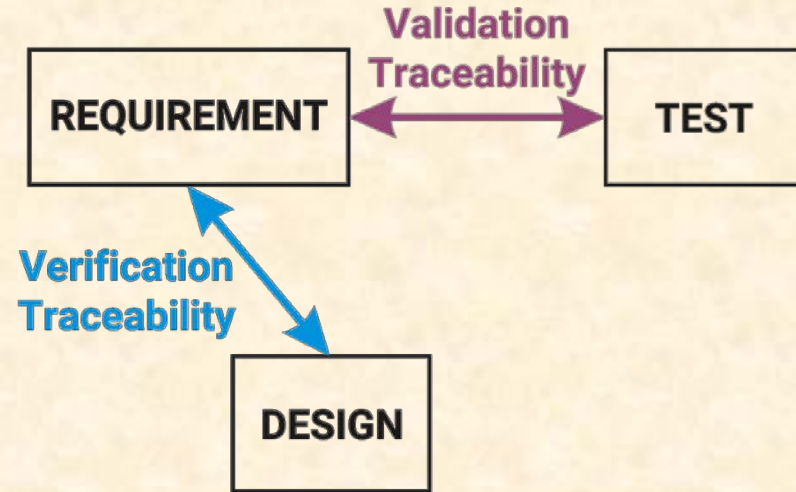 Validation
Traceability
REQUIREMENT
TEST
Verification
Traceability
DESIGN